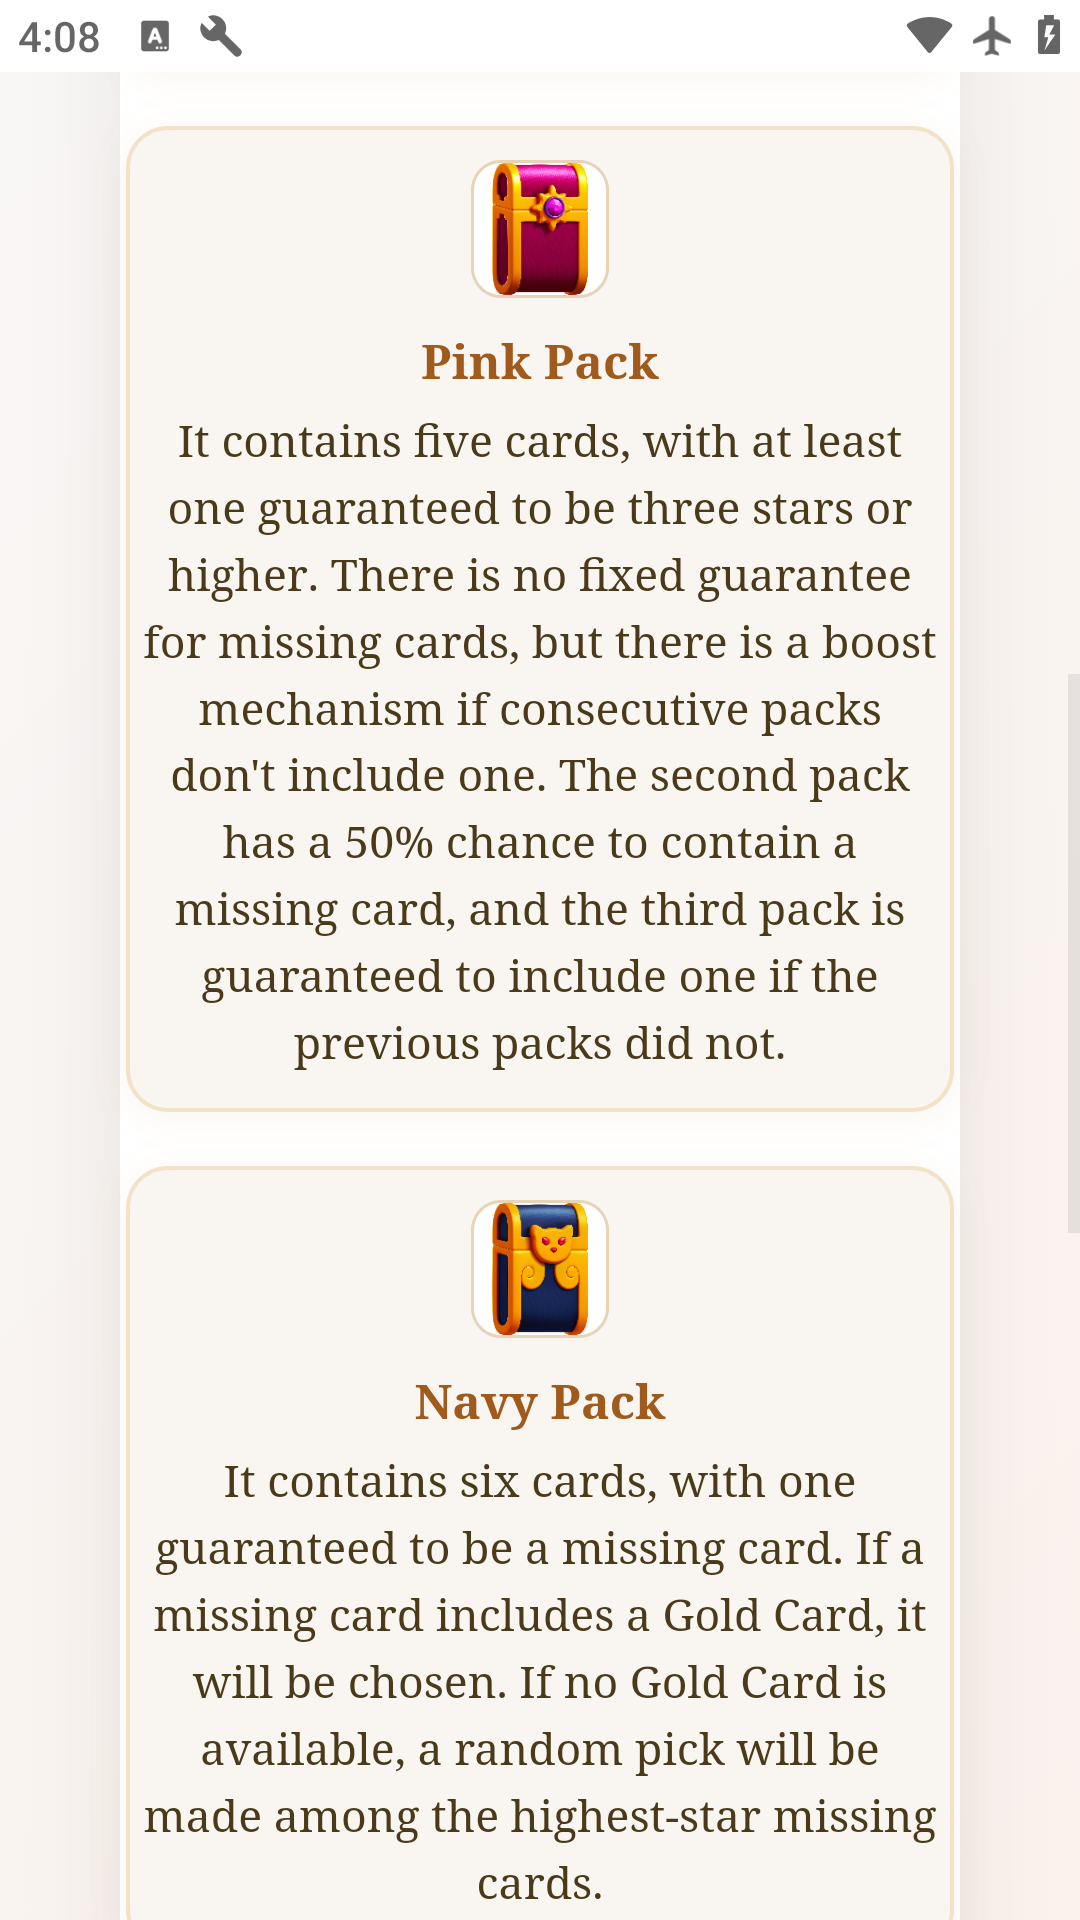 4:08
A
Pink Pack
It contains five cards, with at least
one guaranteed to be three stars or
higher. There is no fixed guarantee
for missing cards, but there is a boost
mechanism if consecutive packs
don't include one. The second pack
has a 50% chance to contain a
missing card, and the third pack is
guaranteed to include one if the
previous packs did not.
Navy Pack
It contains six cards, with one
guaranteed to be a missing card. If a
missing card includes a Gold Card, it
will be chosen. If no Gold Card is
available, a random pick will be
made among the highest-star missing
cards.